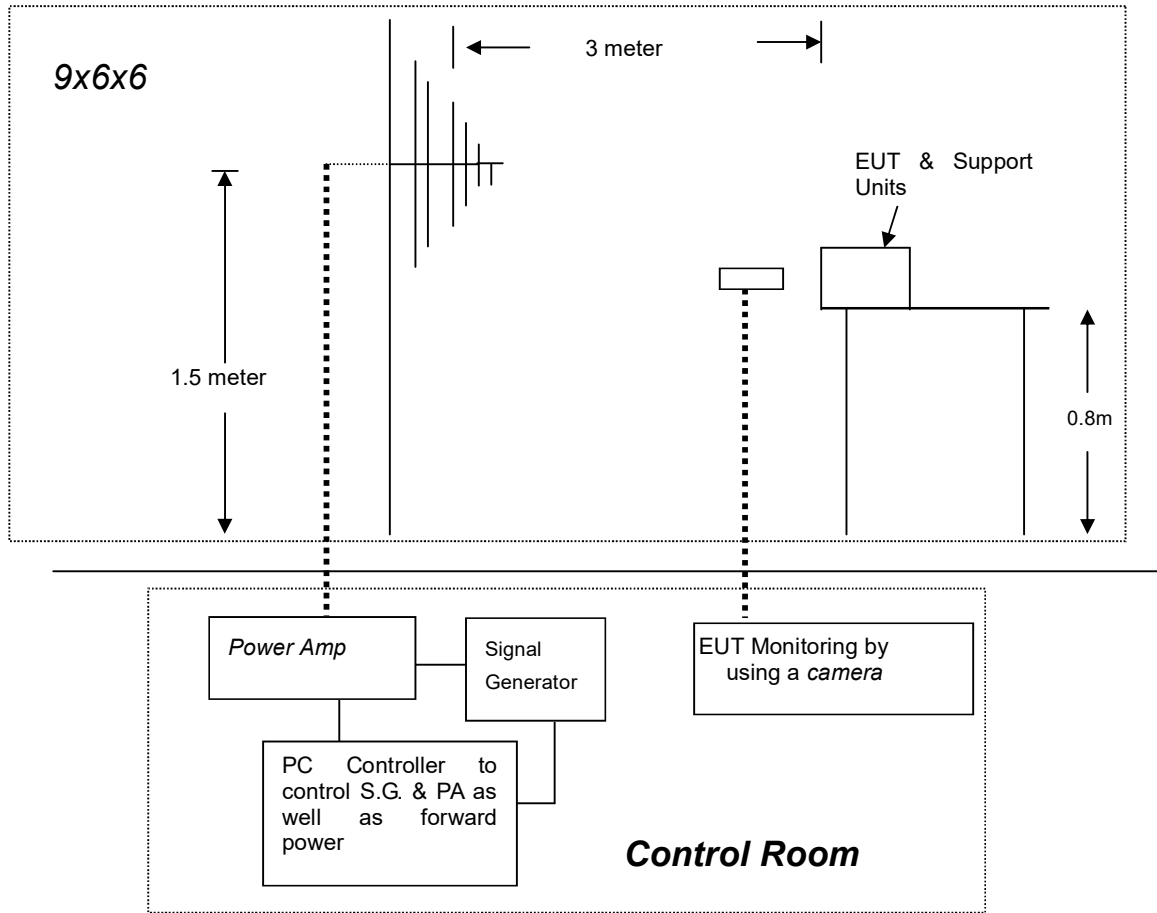 3 meter
9x6x6
EUT & Support
Units
1.5 meter
0.8m
Power Amp
Signal
Generator
EUT Monitoring by
using a camera
PC Controller to
control S.G. & PA as
well as forward
power
Control Room